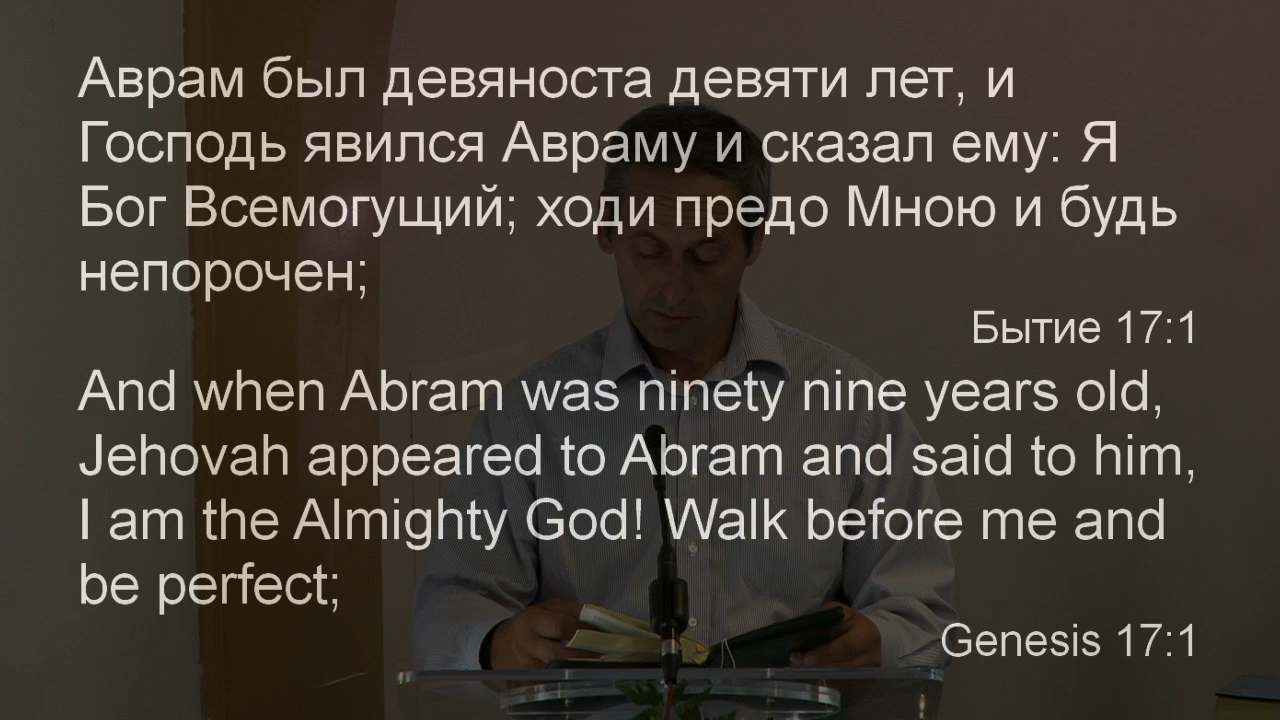 Аврам был девяноста девяти лет, и
Господь явился Авраму и сказал ему: Я
Бог Всемогущий; ходи предо Мною и будь
непорочен;
Бытие 17:1
And when Abram was ninety nine years old,
Jehovah appeared to Abram and said to him,
I am the Almighty God! Walk before me and
be perfect;
Genesis 17:1